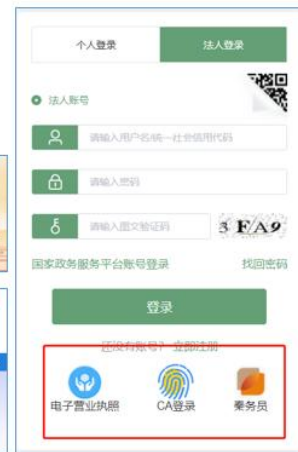 个人登录
法人登录
法人账号
请输入用户名/统一社会信用代码
请输入密码
请输入图文验证码
3 FA9
国家政务服务平台账号登录
找回密码
登录
还没有账号？ 立即注册
电子营业执照
CA登录
秦务员